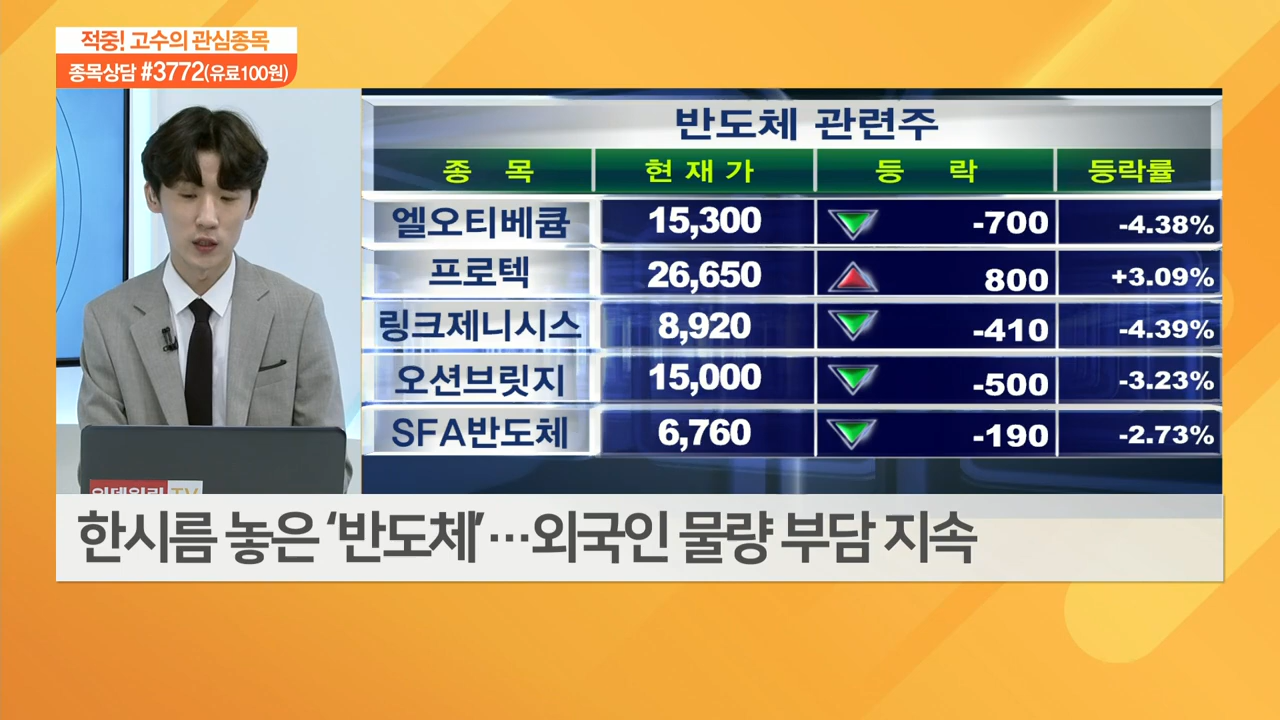 적중! 고수의 관심종목
종목상담 #3772(유료100원)
반도체 관련주
종 목 현 재 가 등 락 등락률
엘오티베큠 15,300 -700 -4.38%
프로텍 26,650 800 +3.09%
링크제니시스 8,920 -410 -4.39%
오션브릿지 15,000 -500 -3.23%
SFA반도체 6,760 -190 -2.73%
TV
한시름 놓은 ‘반도체’…외국인 물량 부담 지속